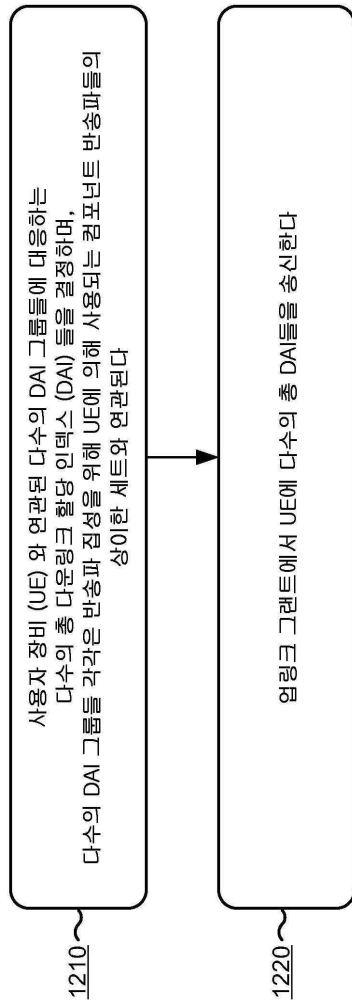 1210
사용자 장비 (UE) 와 연관된 다수의 DAI 그룹들에 대응하는
다수의 총 다운링크 할당 인덱스 (DAI) 들을 결정하며,
다수의 DAI 그룹들 각각은 반송파 집성을 위해 UE에 의해 사용되는 컴포넌트 반송파들의
상이한 세트와 연관된다
1220
업링크 그랜트에서 UE에 다수의 총 DAI들을 송신한다